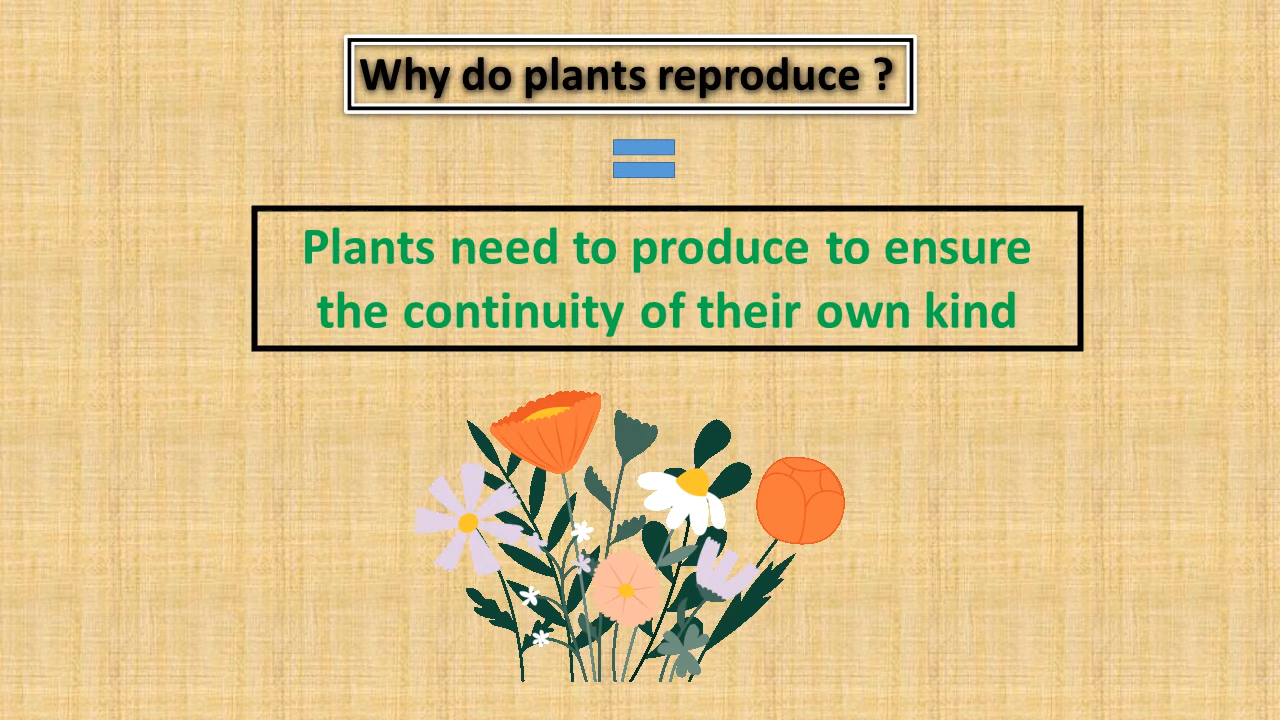 Why do plants reproduce ?
Plants need to produce to ensure
the continuity of their own kind